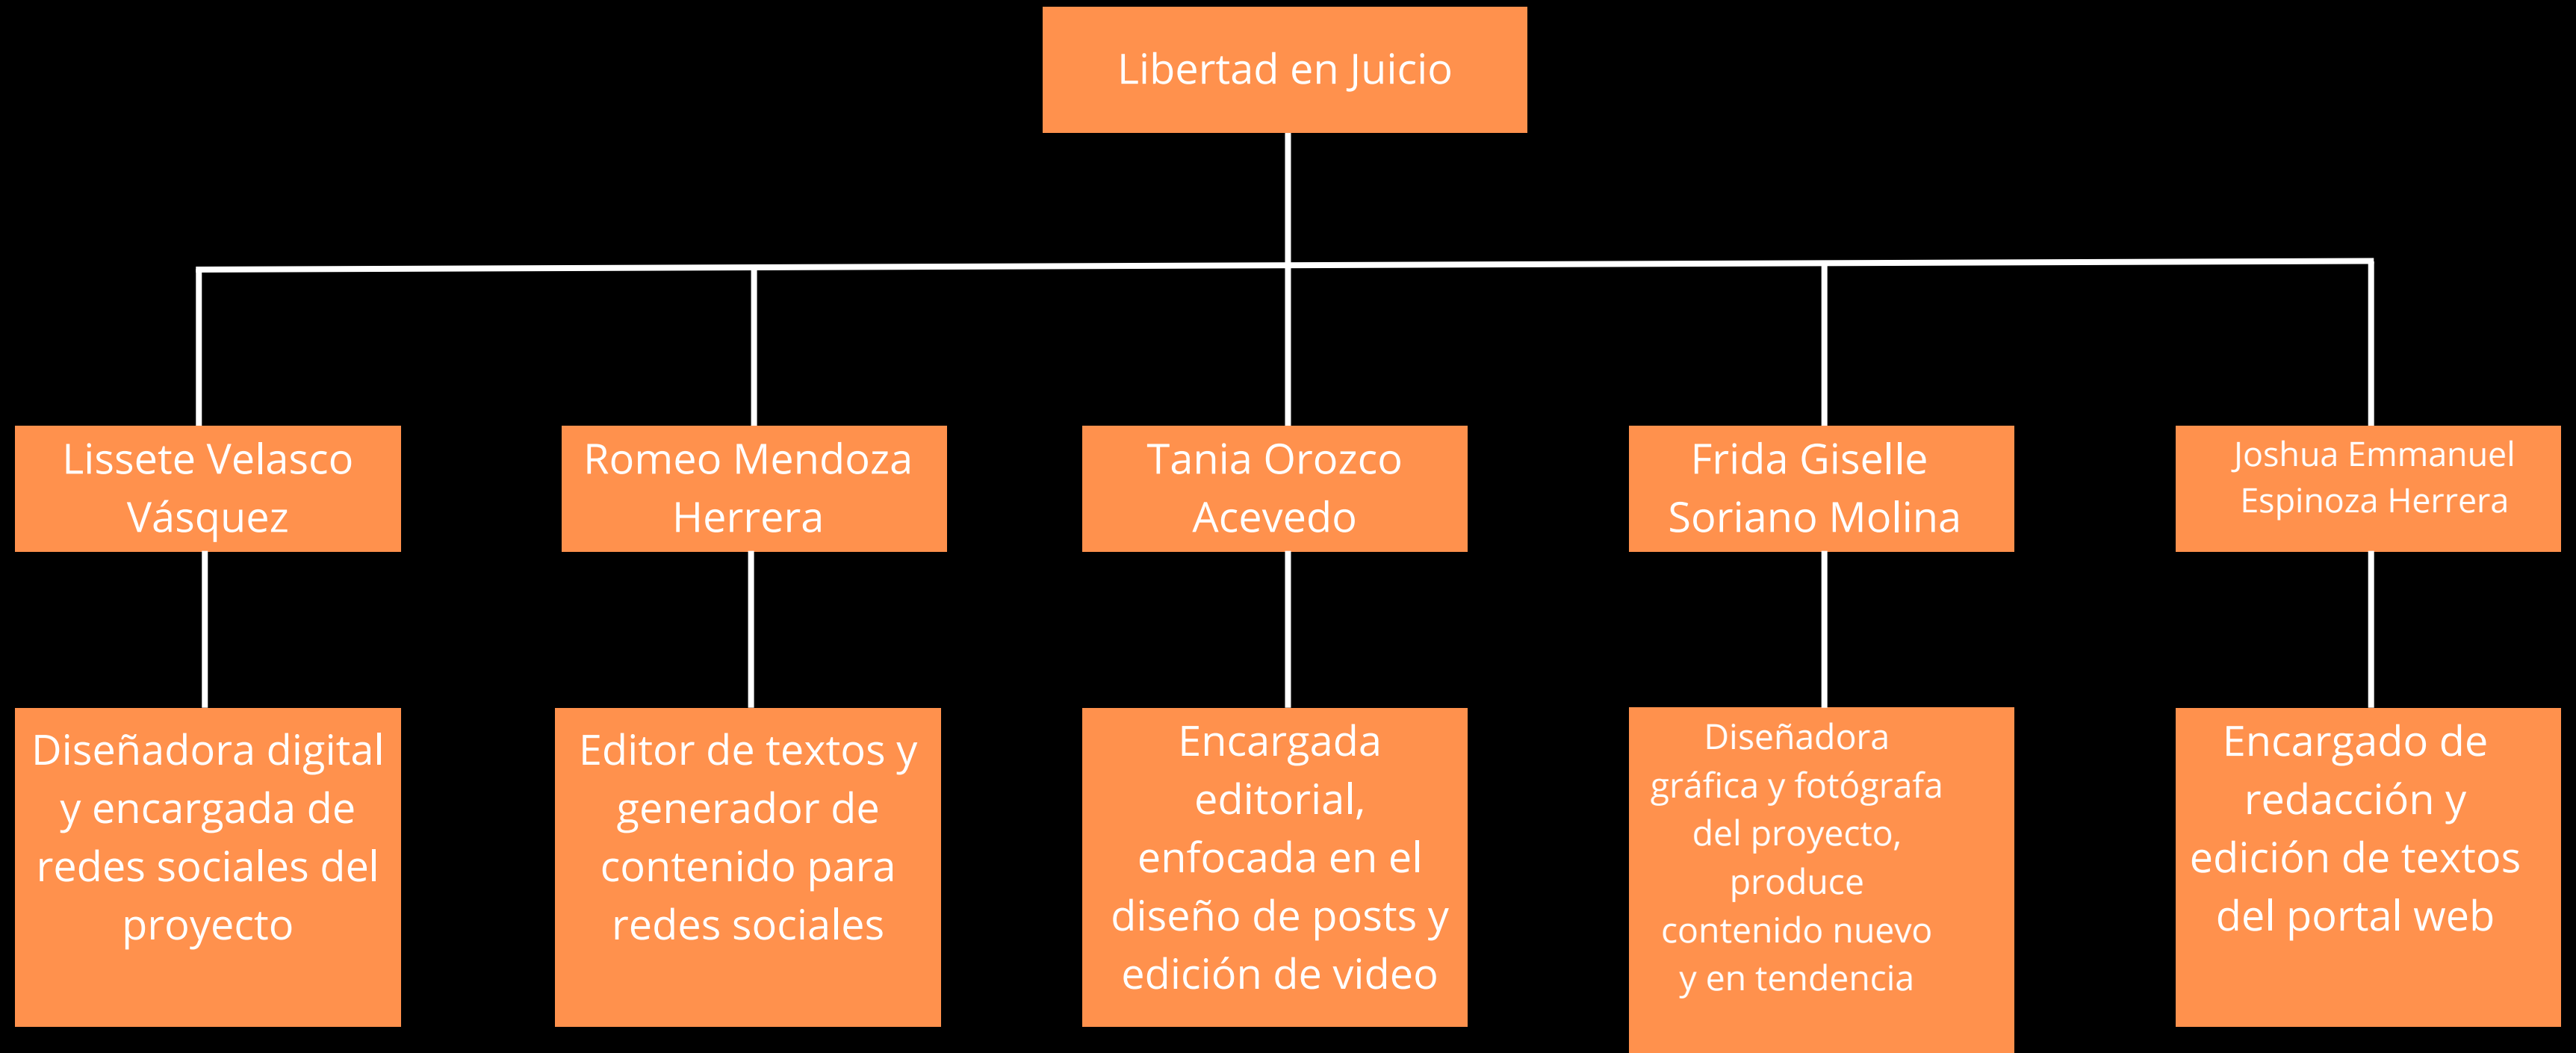 Libertad en Juicio
Lissete Velasco
Vásquez
Romeo Mendoza
Herrera
Tania Orozco
Acevedo
Frida Giselle
Soriano Molina
Joshua Emmanuel
Espinoza Herrera
Diseñadora digital
y encargada de
redes sociales del
proyecto
Editor de textos y
generador de
contenido para
redes sociales
Encargada
editorial,
enfocada en el
diseño de posts y
edición de video
Diseñadora
gráfica y fotógrafa
del proyecto,
produce
contenido nuevo
y en tendencia
Encargado de
redacción y
edición de textos
del portal web